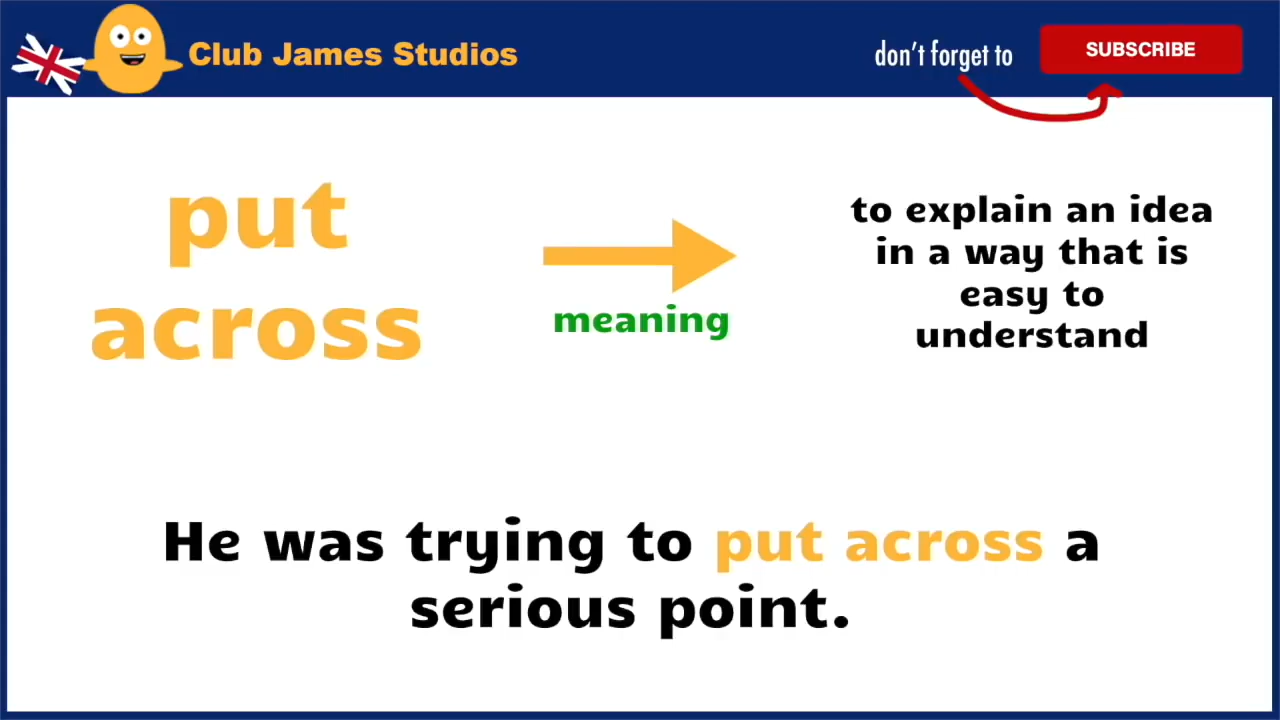 Club James Studios
don't forget to
SUBSCRIBE
put
across
meaning
to explain an idea
in a way that is
easy to
understand
He was trying to put across a
serious point.